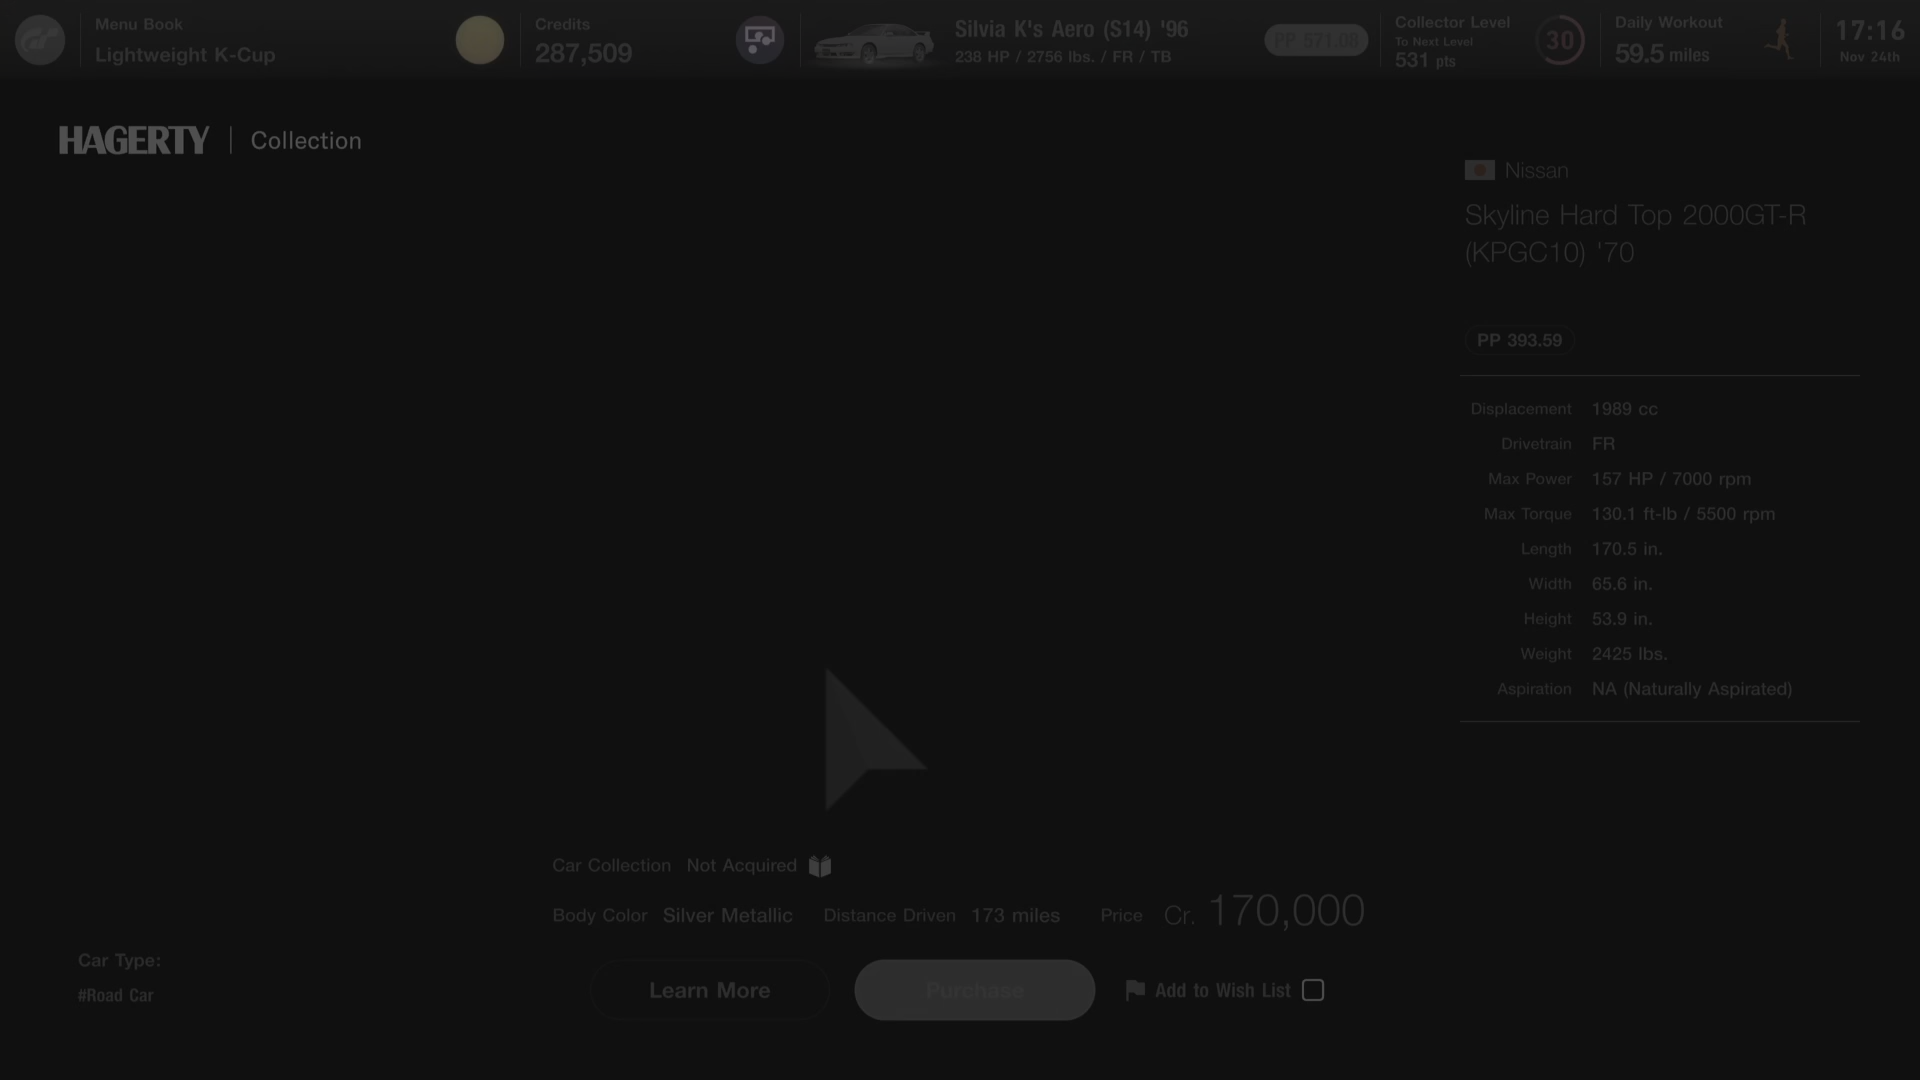 Menu Book
Lightweight K-Cup
Credits
287,509
Silvia K's Aero (S14) '96
238 HP / 2756 lbs. / FR / TB
PP 571.08
Collector Level
To Next Level
531 pts
30
Daily Workout
59.5 miles
17:16
Nov 24th
HAGERTY | Collection
Nissan
Skyline Hard Top 2000GT-R
(KPGC10) '70
PP 393.59
Displacement 1989 cc
Drivetrain FR
Max Power 157 HP / 7000 rpm
Max Torque 130.1 ft-lb / 5500 rpm
Length 170.5 in.
Width 65.6 in.
Height 53.9 in.
Weight 2425 lbs.
Aspiration NA (Naturally Aspirated)
Car Collection Not Acquired
Body Color Silver Metallic Distance Driven 173 miles Price Cr. 170,000
Car Type:
#Road Car
Learn More
Purchase
Add to Wish List